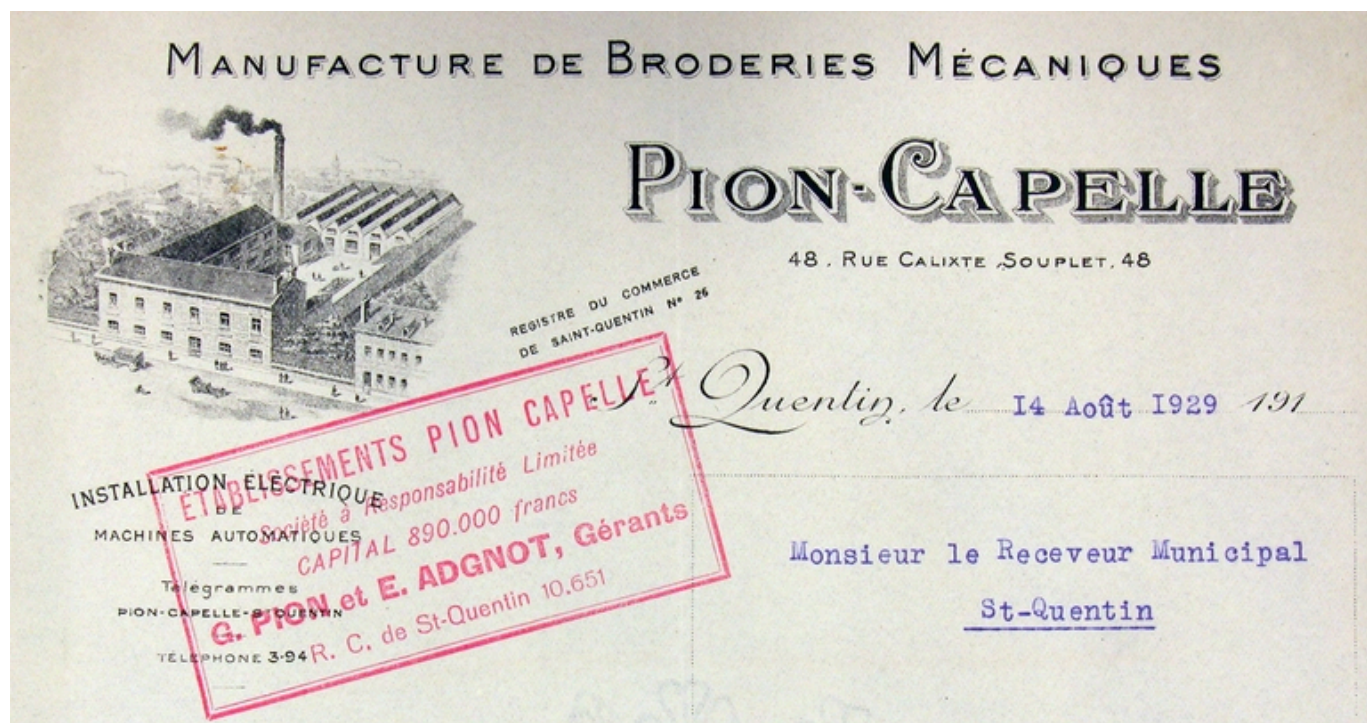 MANUFACTURE DE BRODERIES MÉCANIQUES
PION-CAPELLE
48, RUE CALIXTE SOUPLET, 48
REGISTRE DU COMMERCE
DE SAINT-QUENTIN Nº 26
St Quentin, le 14 Août 1929 191
ÉTABLISSEMENTS PION CAPELLE
Société à Responsabilité Limitée
CAPITAL 890.000 francs
G. PION et E. ADGNOT, Gérants
R. C. de St-Quentin 10.651
INSTALLATION ÉLECTRIQUE
DE
MACHINES AUTOMATIQUES
Télégrammes
PION-CAPELLE-St QUENTIN
TÉLÉPHONE 3-94
Monsieur le Receveur Municipal
St-Quentin